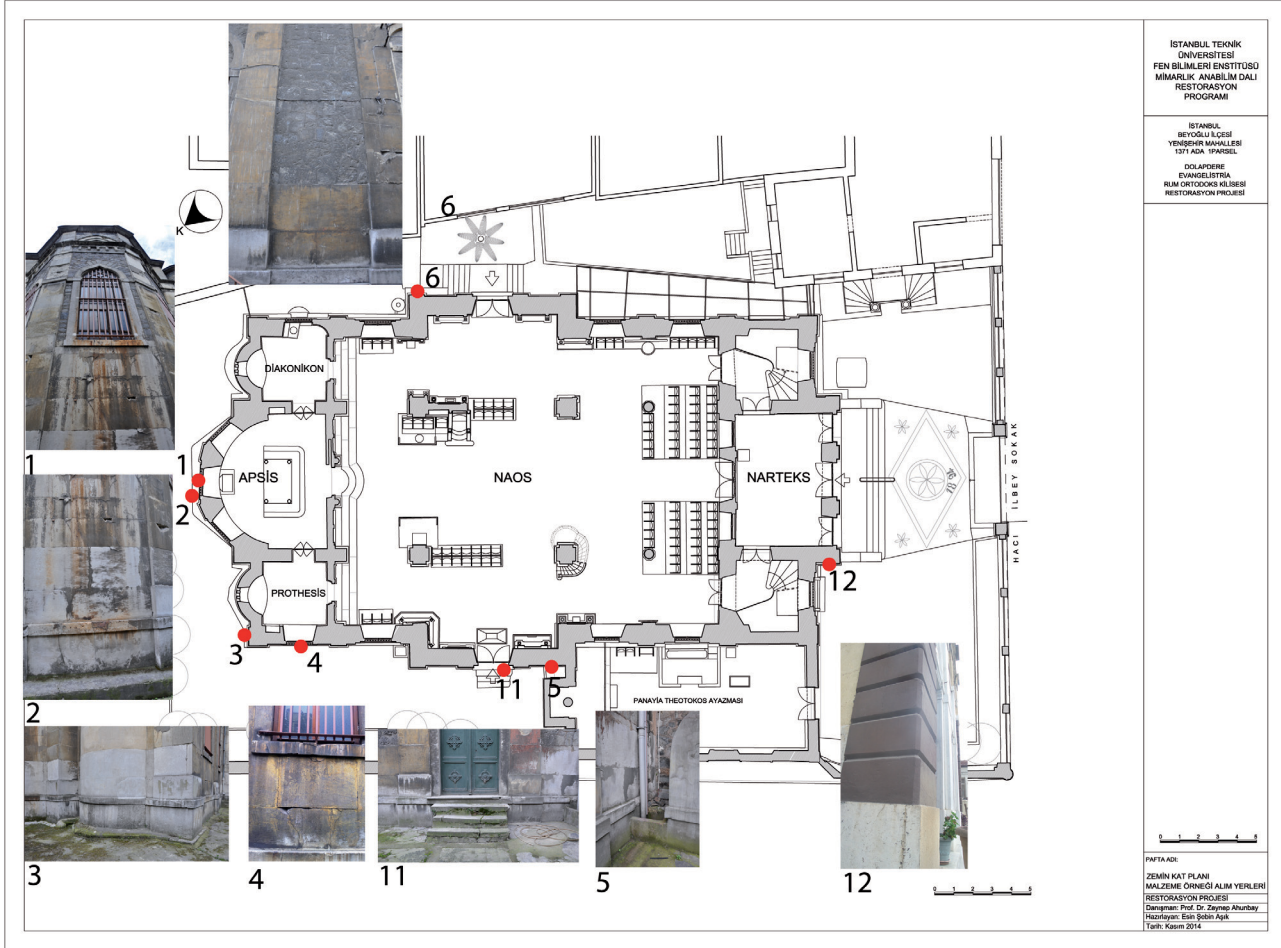 İSTANBUL TEKNİK
ÜNİVERSİTESİ
FEN BİLİMLERİ ENSTİTÜSÜ
MİMARLIK ANABİLİM DALI
RESTORASYON
PROGRAMI
İSTANBUL
BEYOĞLU İLÇESİ
YENİŞEHİR MAHALLESİ
1371 ADA 1PARSEL
DOLAPDERE
EVANGELİSTRİA
RUM ORTODOKS KİLİSESİ
RESTORASYON PROJESİ
K
6
6
DİAKONİKON
1
1
APSİS
NAOS
NARTEKS
HACI İLBEY SOKAK
2
PROTHESİS
12
3
4
11
5
PANAYİA THEOTOKOS AYAZMASI
2
3
4
11
5
12
0 1 2 3 4 5
0 1 2 3 4 5
PAFTA ADI:
ZEMİN KAT PLANI
MALZEME ÖRNEĞİ ALIM YERLERİ
RESTORASYON PROJESİ
Danışman: Prof. Dr. Zeynep Ahunbay
Hazırlayan: Esin Şebin Aşık
Tarih: Kasım 2014